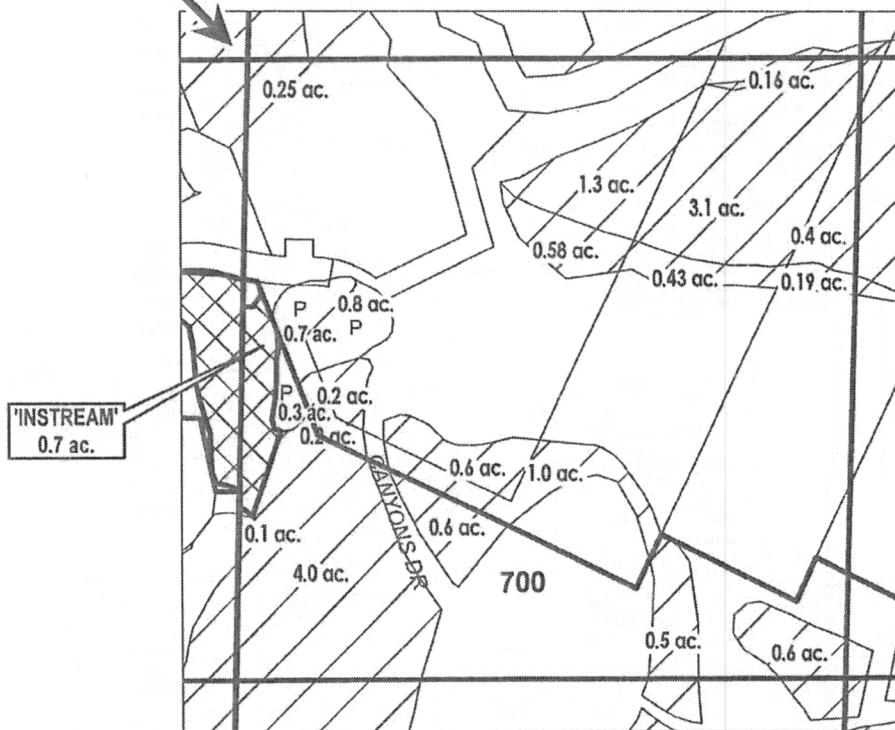 0.25 ac.
0.16 ac.
1.3 ac.
3.1 ac.
0.58 ac.
0.4 ac.
0.43 ac.
0.19 ac.
0.8 ac.
P
P
0.7 ac.
P
0.2 ac.
0.3 ac.
0.2 ac.
'INSTREAM'
0.7 ac.
0.6 ac.
1.0 ac.
CANYONS DR
0.6 ac.
0.1 ac.
4.0 ac.
700
0.5 ac.
0.6 ac.